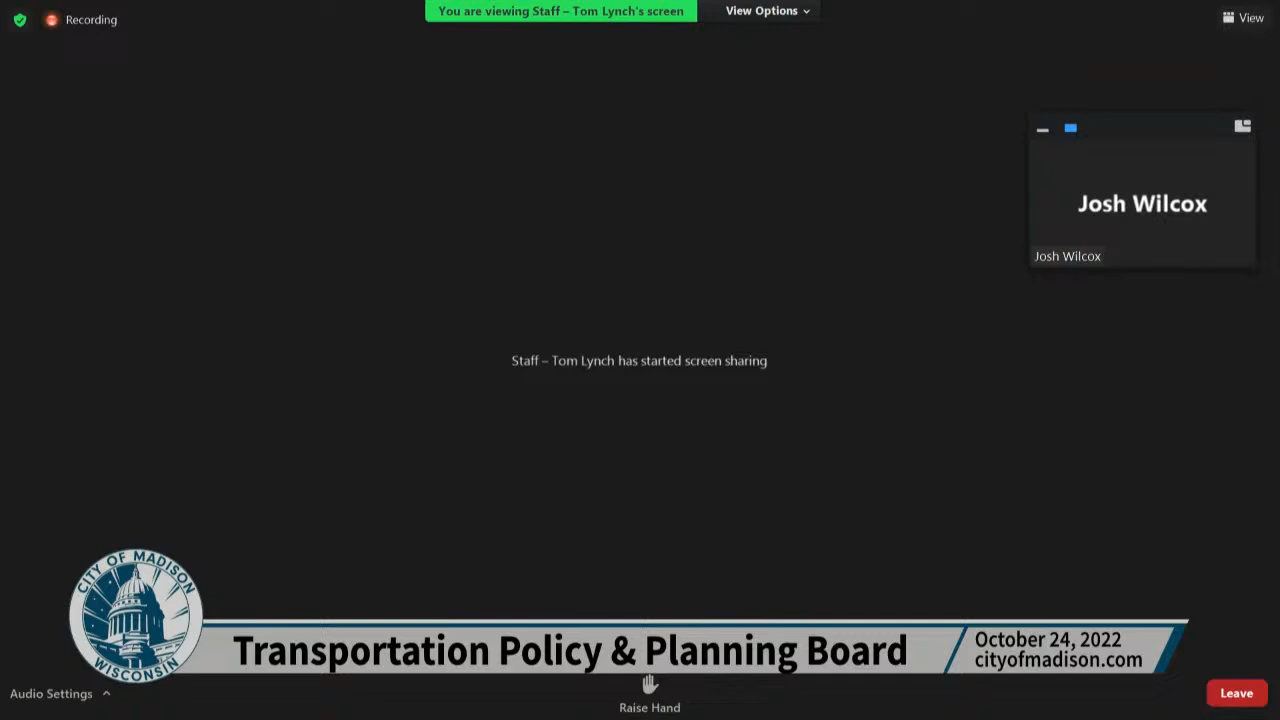 Recording
You are viewing Staff – Tom Lynch's screen
View Options
View
Josh Wilcox
Josh Wilcox
Staff – Tom Lynch has started screen sharing
CITY OF MADISON
WISCONSIN
Transportation Policy & Planning Board
October 24, 2022
cityofmadison.com
Audio Settings
Raise Hand
Leave